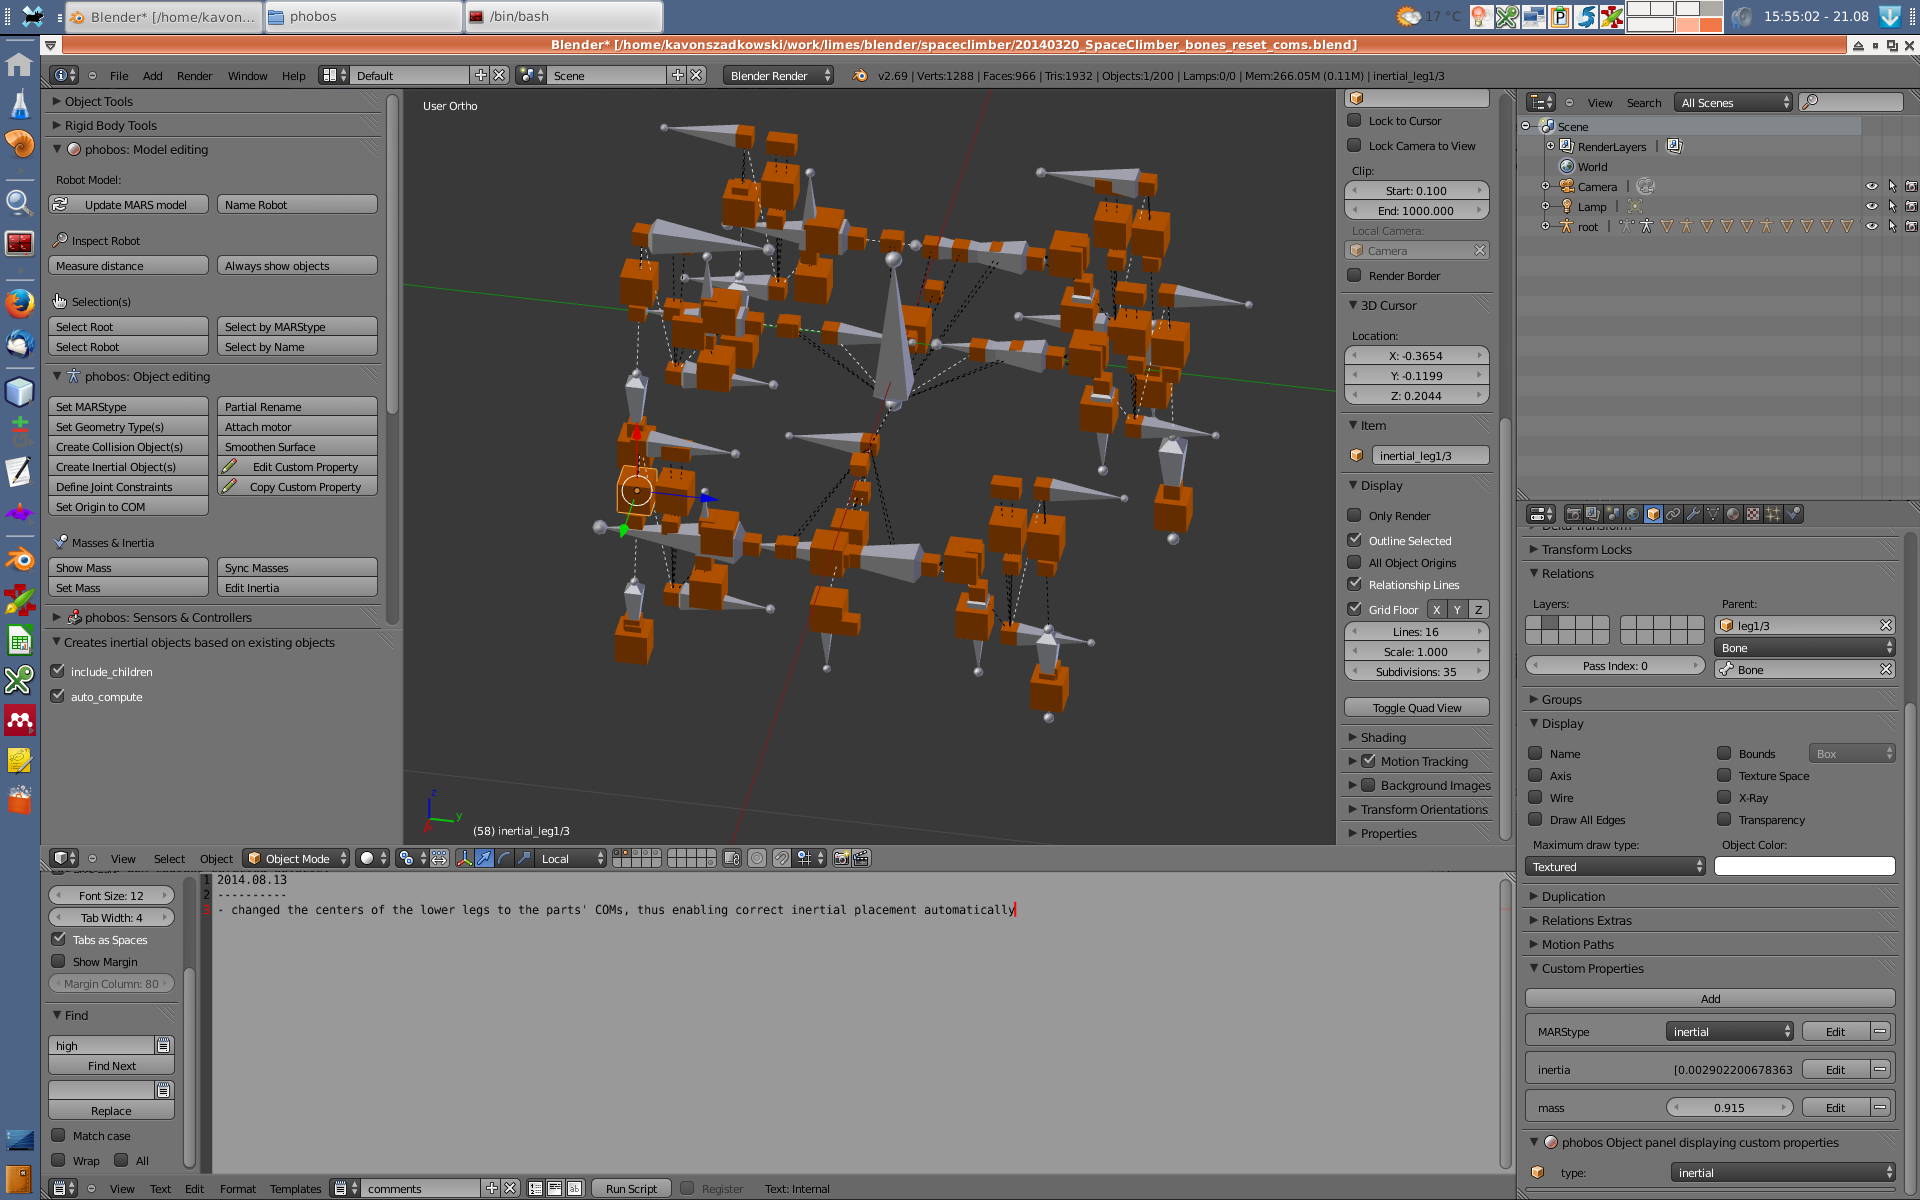 Blender* [/home/kavon...
phobos
/bin/bash
17 °C
15:55:02 - 21.08
Blender* [/home/kavonszadkowski/work/limes/blender/spaceclimber/20140320_SpaceClimber_bones_reset_coms.blend]
File Add Render Window Help
Default
Scene
Blender Render
v2.69 | Verts:1288 | Faces:966 | Tris:1932 | Objects:1/200 | Lamps:0/0 | Mem:266.05M (0.11M) | inertial_leg1/3
Object Tools
Rigid Body Tools
phobos: Model editing
Robot Model:
Update MARS model
Name Robot
Inspect Robot
Measure distance
Always show objects
Selection(s)
Select Root
Select by MARStype
Select Robot
Select by Name
phobos: Object editing
Set MARStype
Partial Rename
Set Geometry Type(s)
Attach motor
Create Collision Object(s)
Smoothen Surface
Create Inertial Object(s)
Edit Custom Property
Define Joint Constraints
Copy Custom Property
Set Origin to COM
Masses & Inertia
Show Mass
Sync Masses
Set Mass
Edit Inertia
phobos: Sensors & Controllers
Creates inertial objects based on existing objects
include_children
auto_compute
User Ortho
z
y
(58) inertial_leg1/3
View Select Object
Object Mode
Local
Lock to Cursor
Lock Camera to View
Clip:
Start: 0.100
End: 1000.000
Local Camera:
Camera
Render Border
3D Cursor
Location:
X: -0.3654
Y: -0.1199
Z: 0.2044
Item
inertial_leg1/3
Display
Only Render
Outline Selected
All Object Origins
Relationship Lines
Grid Floor X Y Z
Lines: 16
Scale: 1.000
Subdivisions: 35
Toggle Quad View
Shading
Motion Tracking
Background Images
Transform Orientations
Properties
View Search All Scenes
Scene
RenderLayers
World
Camera
Lamp
root
Transform Locks
Relations
Layers:
Parent:
leg1/3
Bone
Pass Index: 0
Bone
Groups
Display
Name
Bounds
Box
Axis
Texture Space
Wire
X-Ray
Draw All Edges
Transparency
Maximum draw type:
Object Color:
Textured
Duplication
Relations Extras
Motion Paths
Custom Properties
Add
MARStype
inertial
Edit
inertia
[0.002902200678363
Edit
mass
0.915
Edit
phobos Object panel displaying custom properties
type:
inertial
Font Size: 12
Tab Width: 4
Tabs as Spaces
Show Margin
Margin Column: 80
Find
high
Find Next
Replace
Match case
Wrap
All
1 2014.08.13
2 ----------
3 - changed the centers of the lower legs to the parts' COMs, thus enabling correct inertial placement automatically
View Text Edit Format Templates
comments
Run Script
Register
Text: Internal